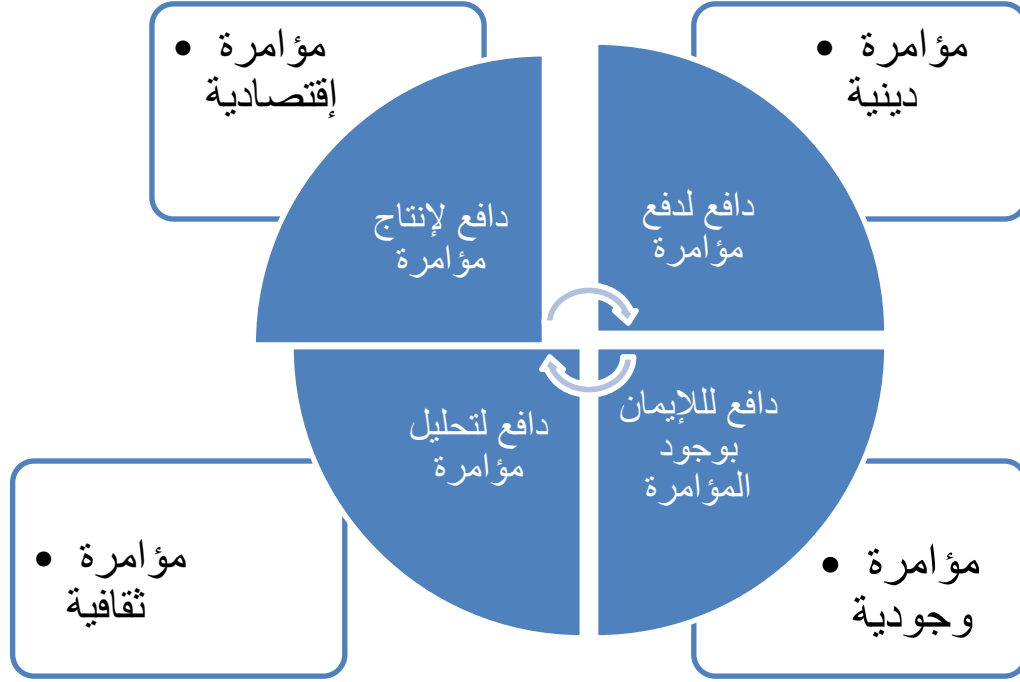 مؤامرة
دينية
مؤامرة
إقتصادية
دافع لدفع
مؤامرة
دافع لإنتاج
مؤامرة
دافع لللإيمان
بوجود
المؤامرة
دافع لتحليل
مؤامرة
مؤامرة
وجودية
مؤامرة
ثقافية